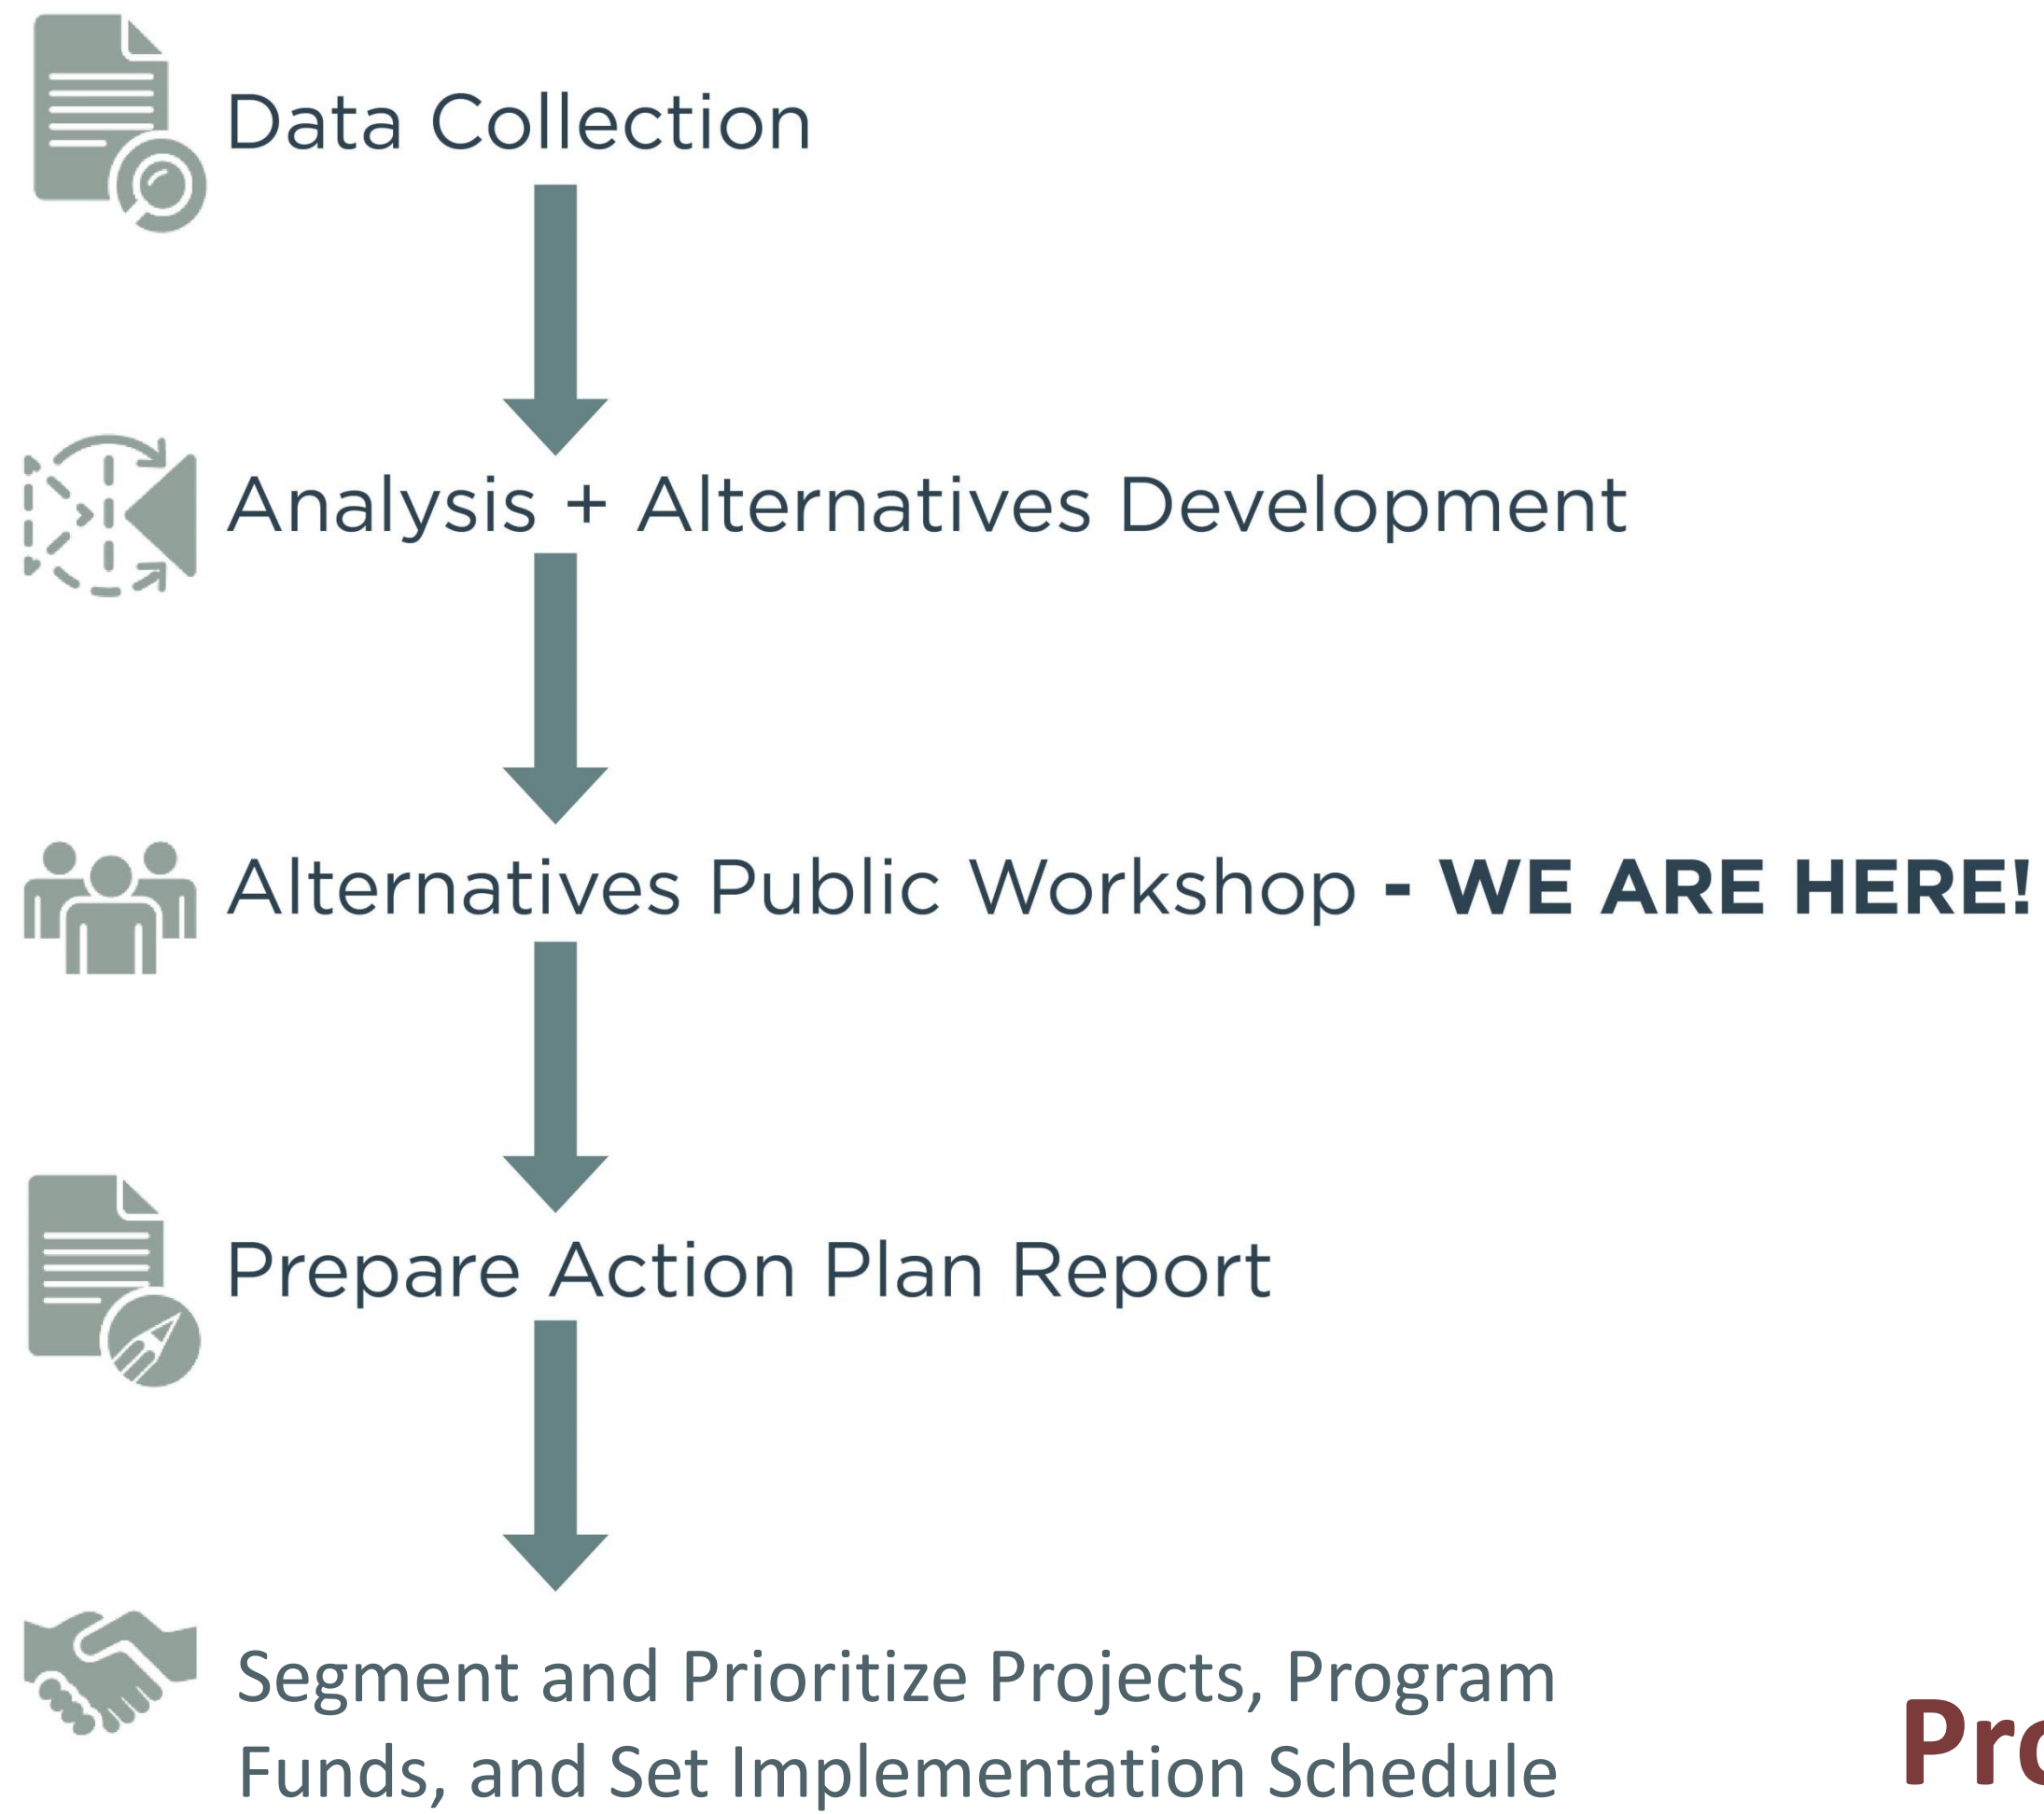 Data Collection
Analysis + Alternatives Development
Alternatives Public Workshop - WE ARE HERE!
Prepare Action Plan Report
Segment and Prioritize Projects, Program
Funds, and Set Implementation Schedule